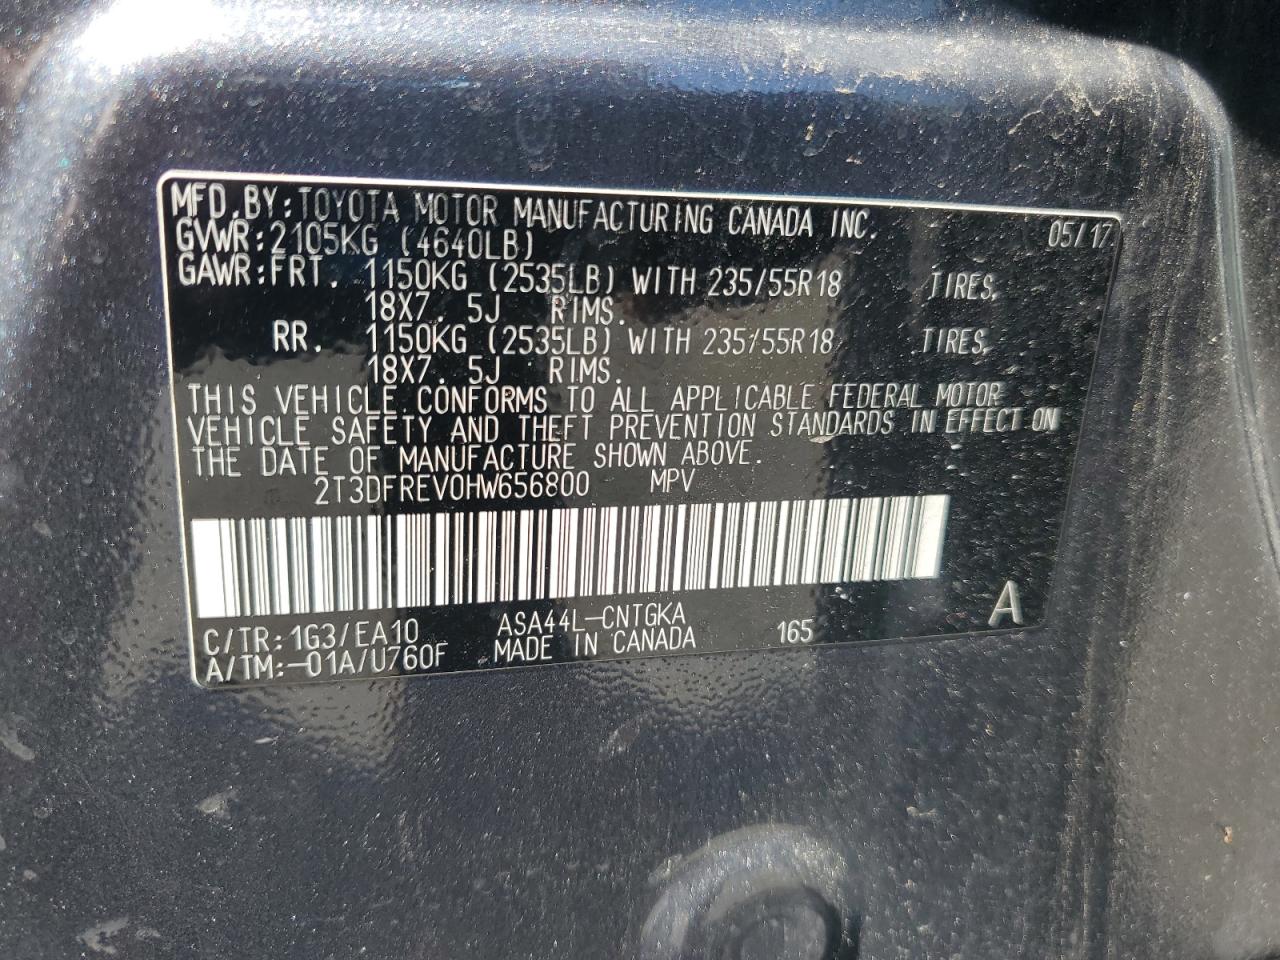 MFD.BY:TOYOTA MOTOR MANUFACTURING CANADA INC. 05/17
GVWR:2105KG (4640LB)
GAWR:FRT. 1150KG (2535LB) WITH 235/55R18 TIRES,
18X7.5J RIMS.
RR. 1150KG (2535LB) WITH 235/55R18 TIRES,
18X7.5J RIMS.
THIS VEHICLE CONFORMS TO ALL APPLICABLE FEDERAL MOTOR
VEHICLE SAFETY AND THEFT PREVENTION STANDARDS IN EFFECT ON
THE DATE OF MANUFACTURE SHOWN ABOVE.
2T3DFREV0HW656800 MPV
C/TR:1G3/EA10 ASA44L-CNTGKA 165 A
A/TM:-01A/U760F MADE IN CANADA